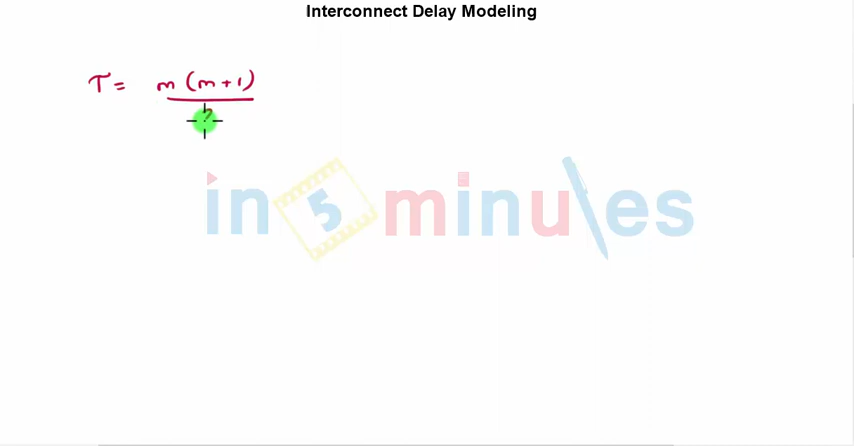 Interconnect Delay Modeling
τ = m (m + 1)
in 5 minutes